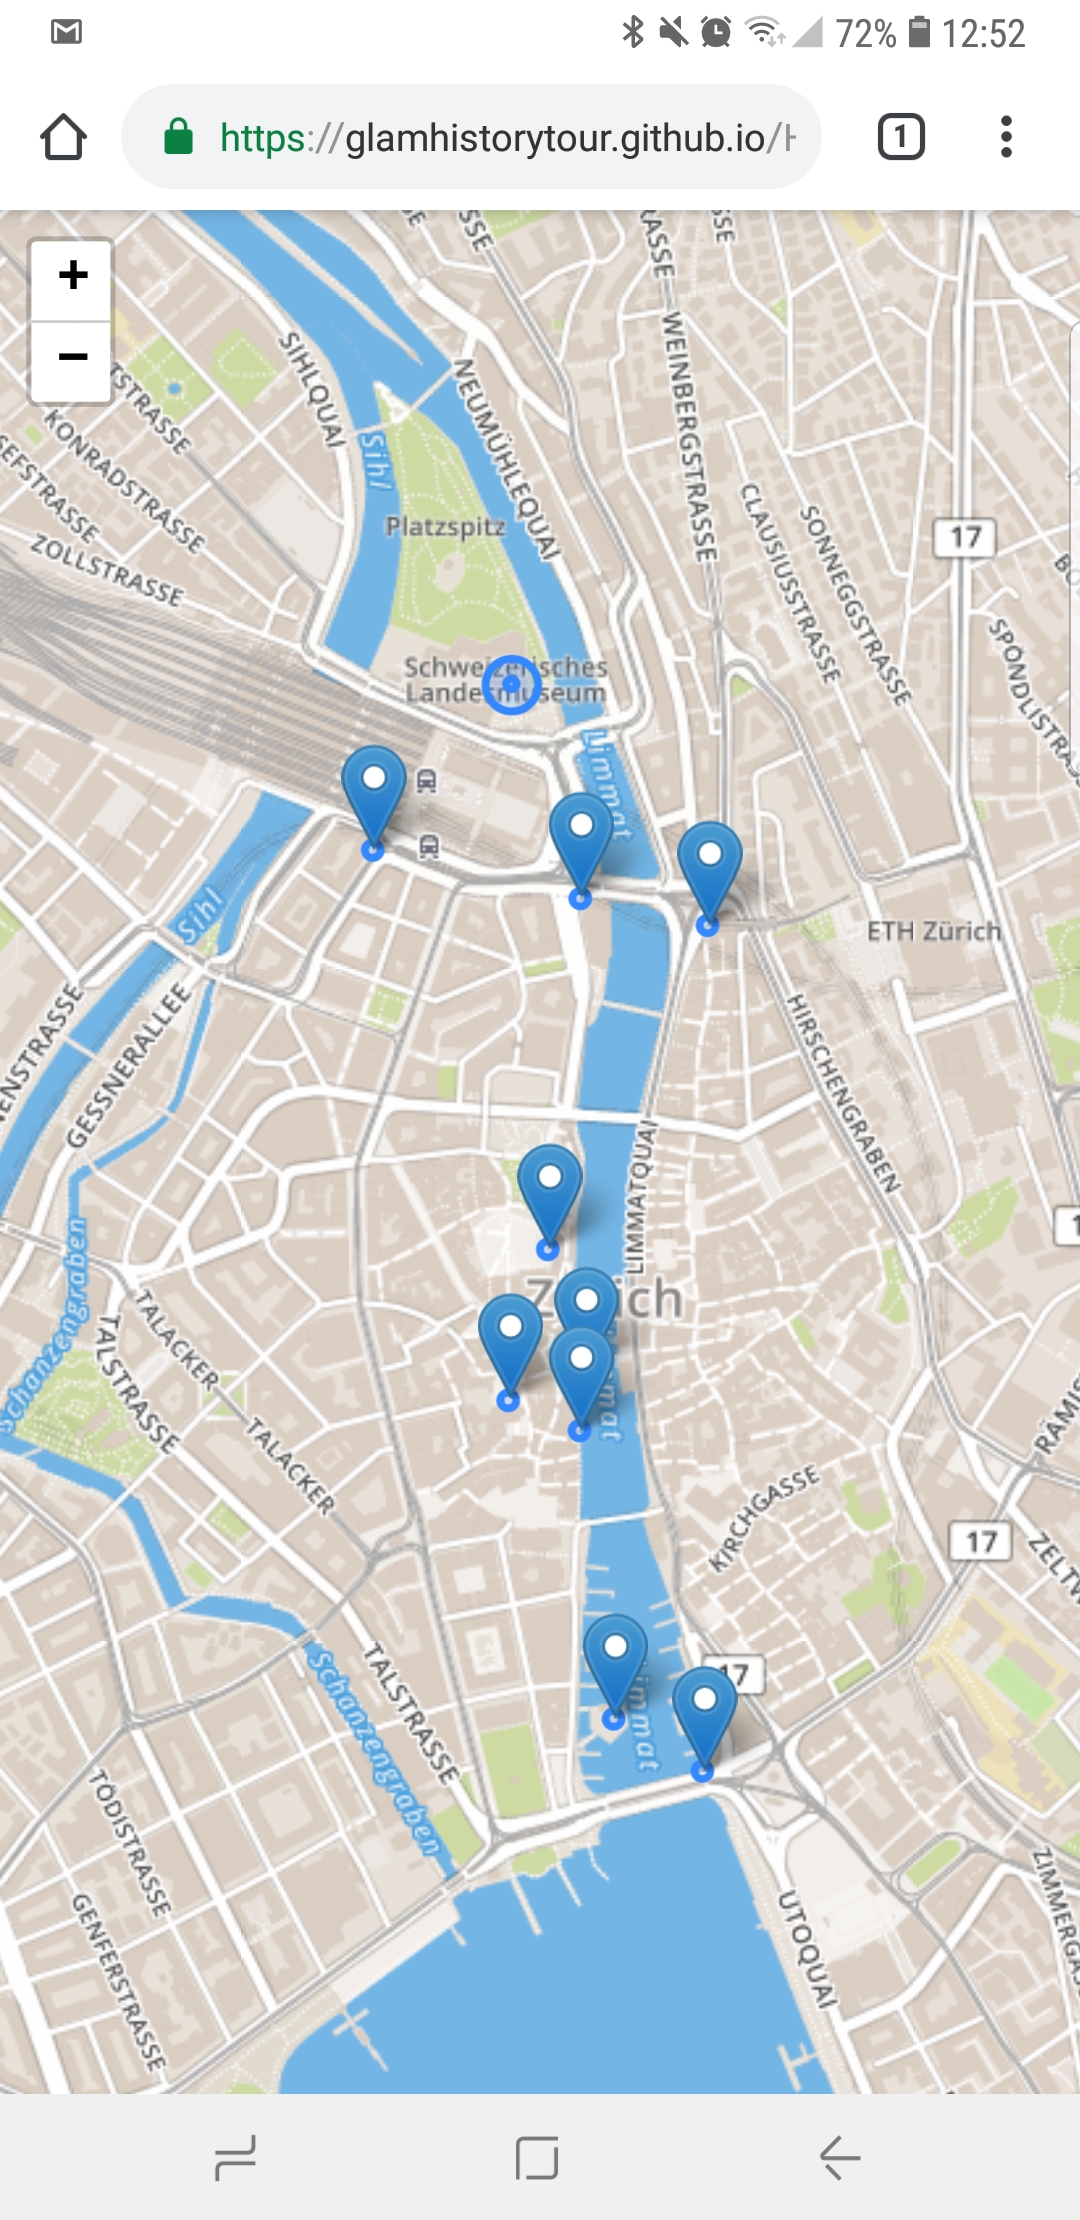 72% 12:52
https://glamhistorytour.github.io/
1
+
−
SSE
SSE
SIHLQUAI
NEUMÜHLEQUAI
WEINBERGSTRASSE
KONRADSTRASSE
ZOLLSTRASSE
Sihl
Platzspitz
CLAUSIUSSTRASSE
SONNEGGSTRASSE
17
Schweizerisches
Landesmuseum
Limmat
Sihl
ETH Zürich
GESSNERALLEE
HIRSCHENGRABEN
LIMMATQUAI
Schanzengraben
Zürich
TALACKER
TALSTRASSE
TALACKER
KIRCHGASSE
17
Schanzengraben
TALSTRASSE
17
Limmat
TÖDISTRASSE
GENFERSTRASSE
UTOQUAI